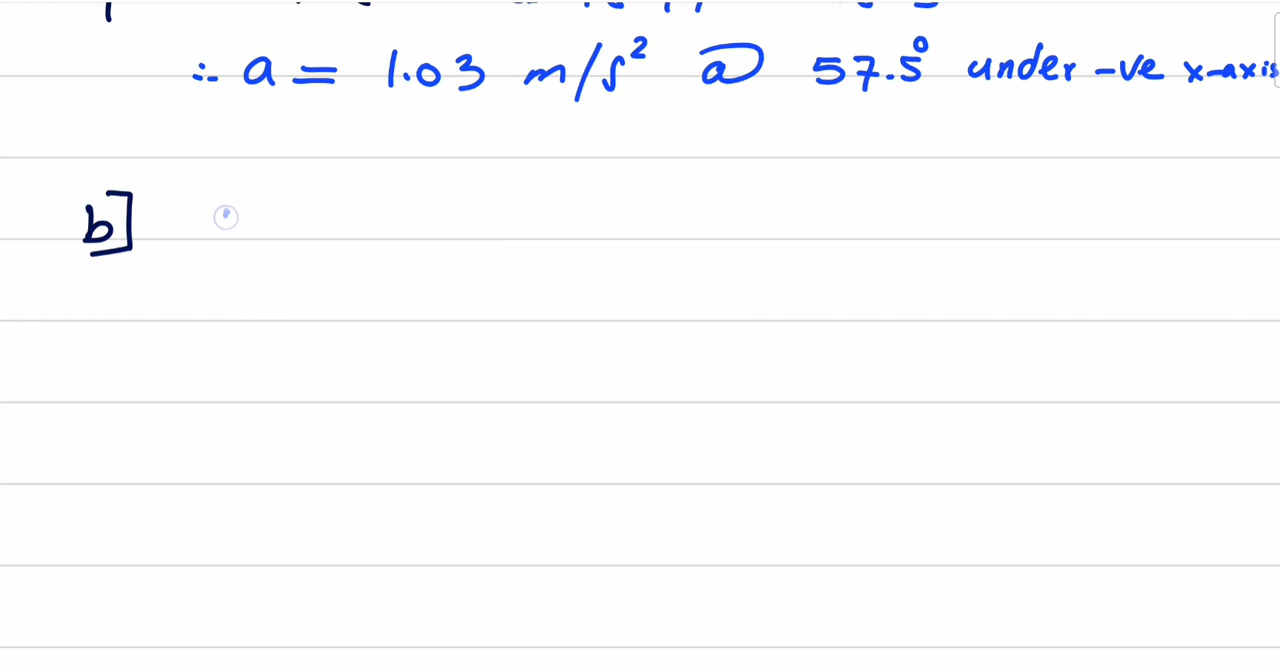 ∴ a = 1.03 m/s² @ 57.5° under -ve x-axis
b]